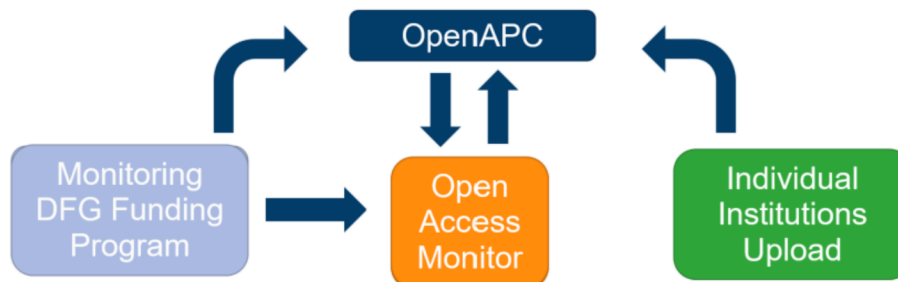 OpenAPC
Monitoring
DFG Funding
Program
Open
Access
Monitor
Individual
Institutions
Upload